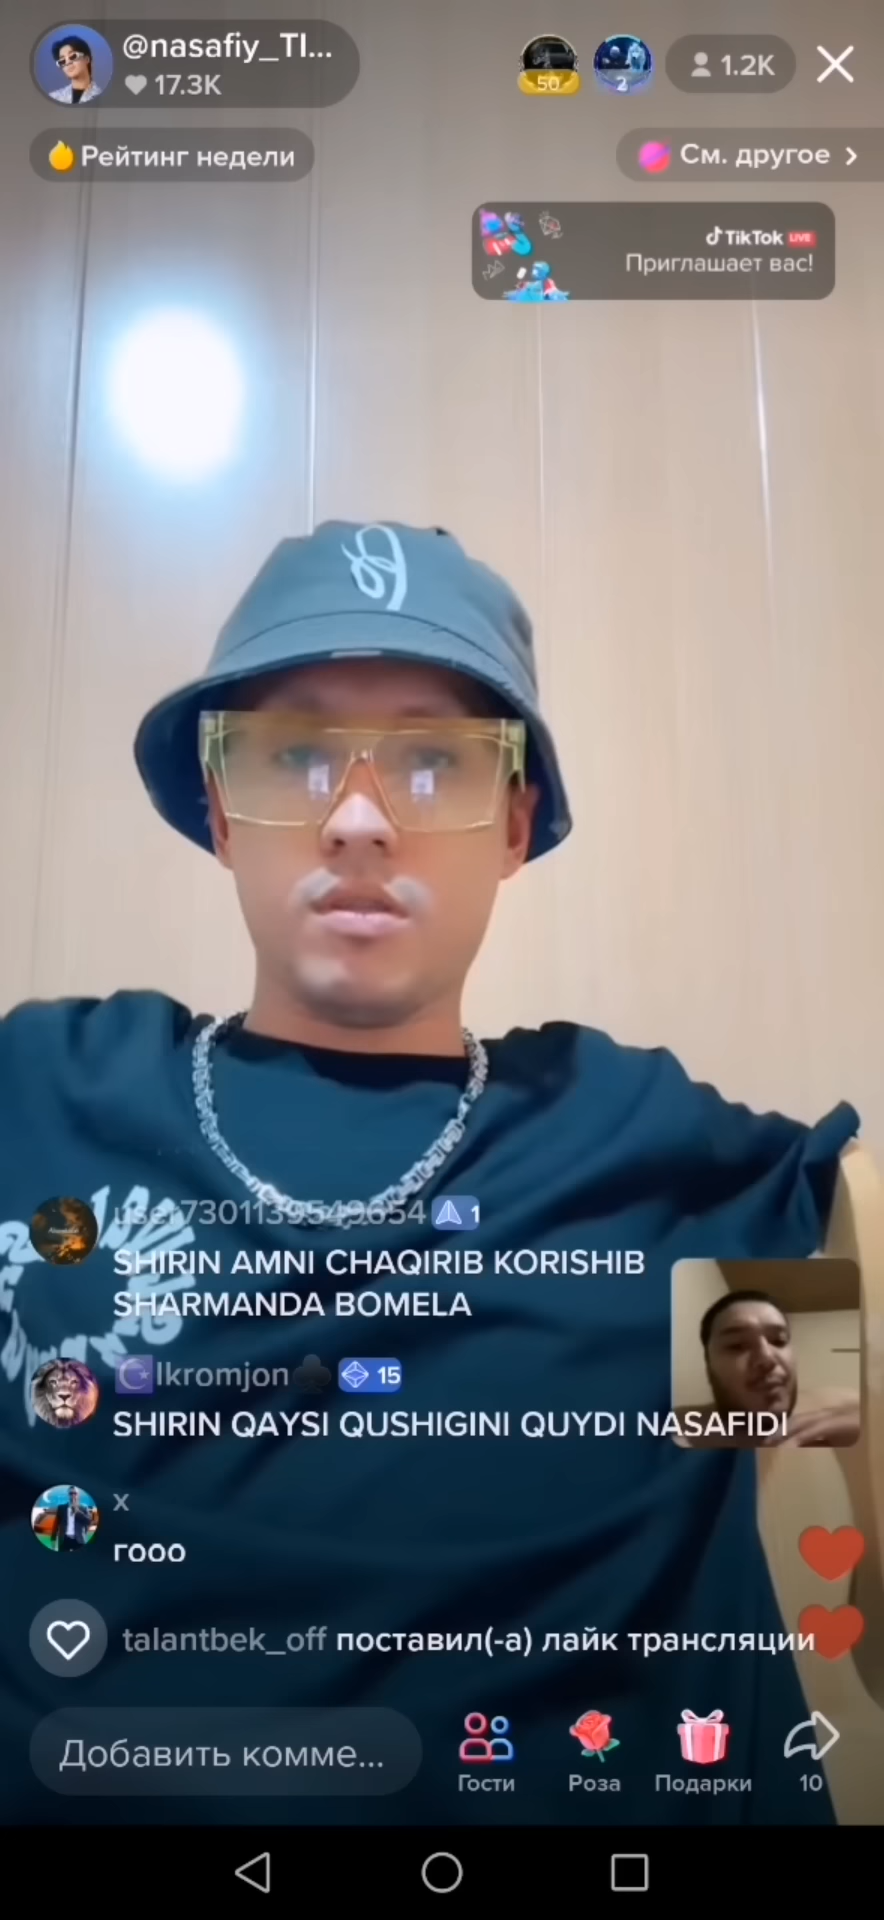 @nasafiy_TI...
17.3K
50
2
1.2K
Рейтинг недели
См. другое
TikTok LIVE
Приглашает вас!
user7301139549654 1
SHIRIN AMNI CHAQIRIB KORISHIB
SHARMANDA BOMELA
Ikromjon 15
SHIRIN QAYSI QUSHIGINI QUYDI NASAFIDI
x
гооо
talantbek_off поставил(-а) лайк трансляции
Добавить комме...
Гости
Роза
Подарки
10